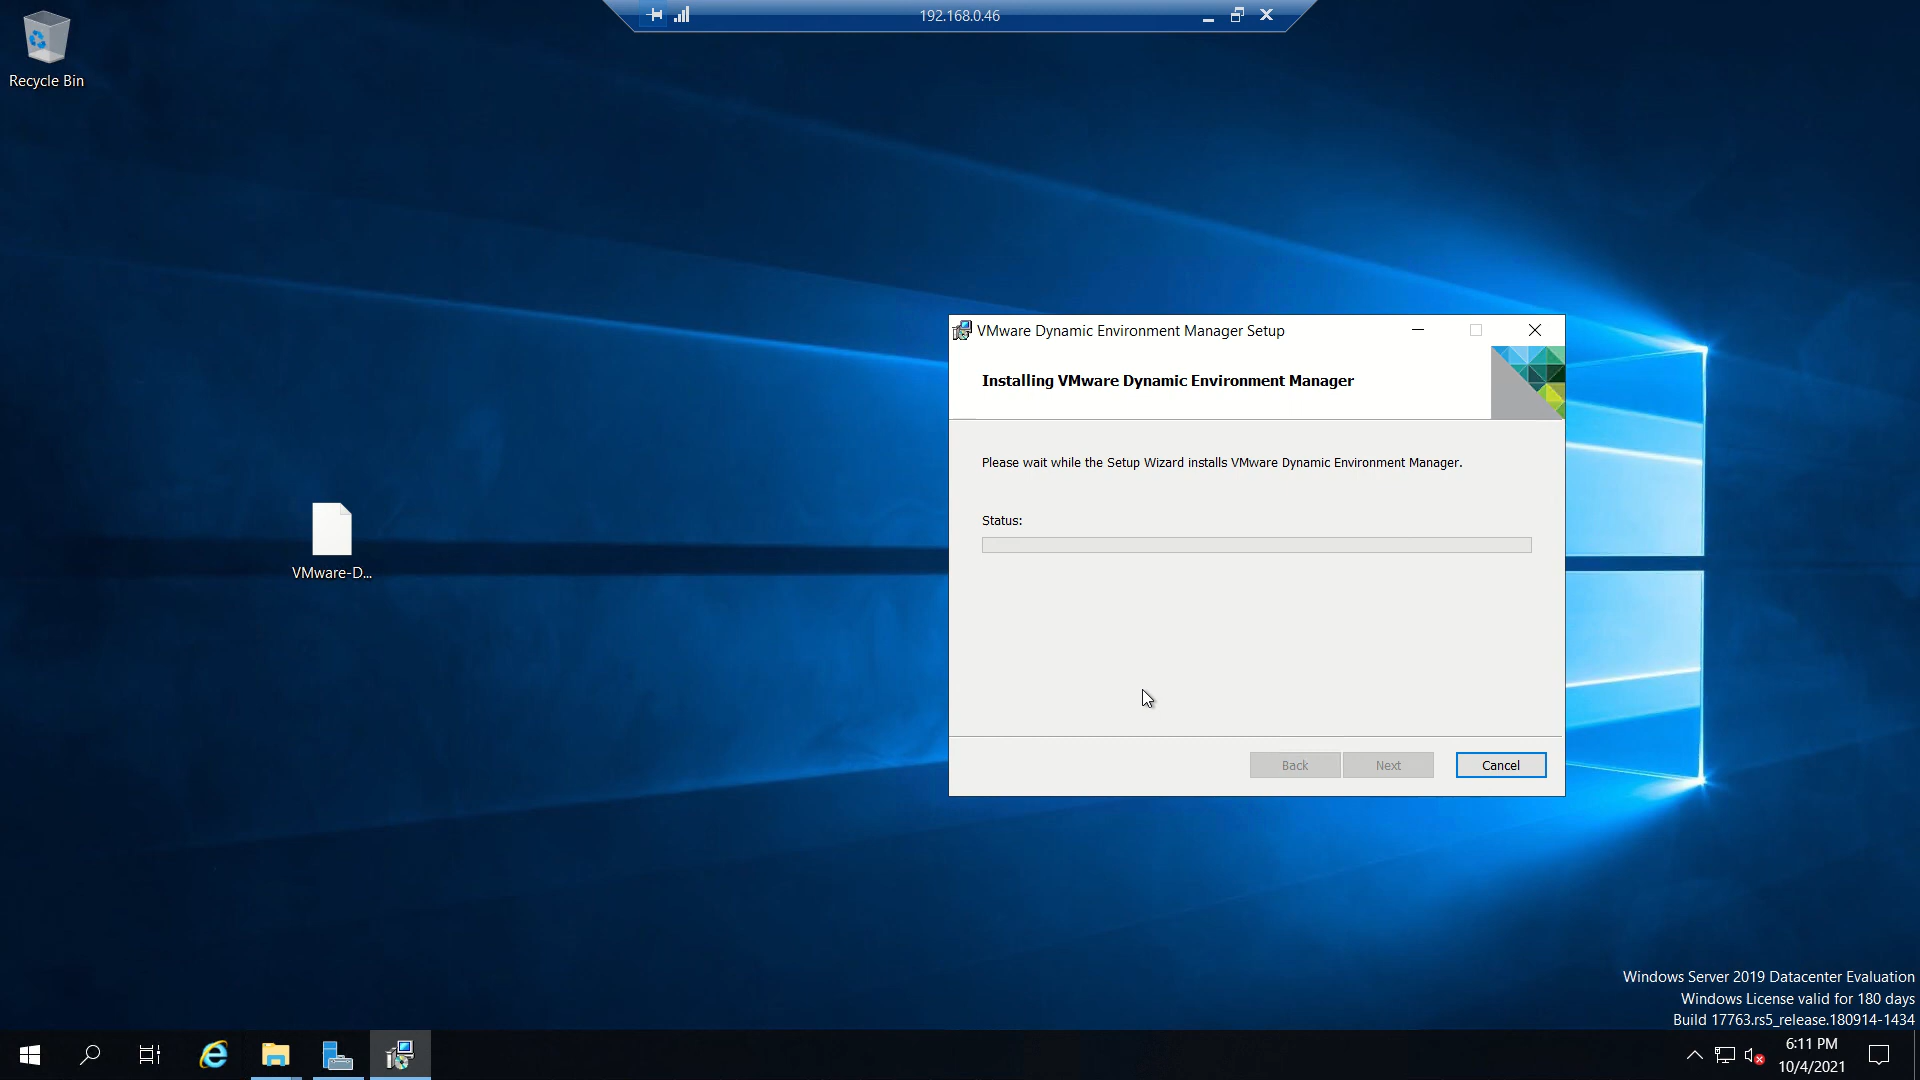 192.168.0.46
Recycle Bin
VMware Dynamic Environment Manager Setup
Installing VMware Dynamic Environment Manager
Please wait while the Setup Wizard installs VMware Dynamic Environment Manager.
Status:
VMware-D...
Back
Next
Cancel
Windows Server 2019 Datacenter Evaluation
Windows License valid for 180 days
Build 17763.rs5_release.180914-1434
6:11 PM
10/4/2021